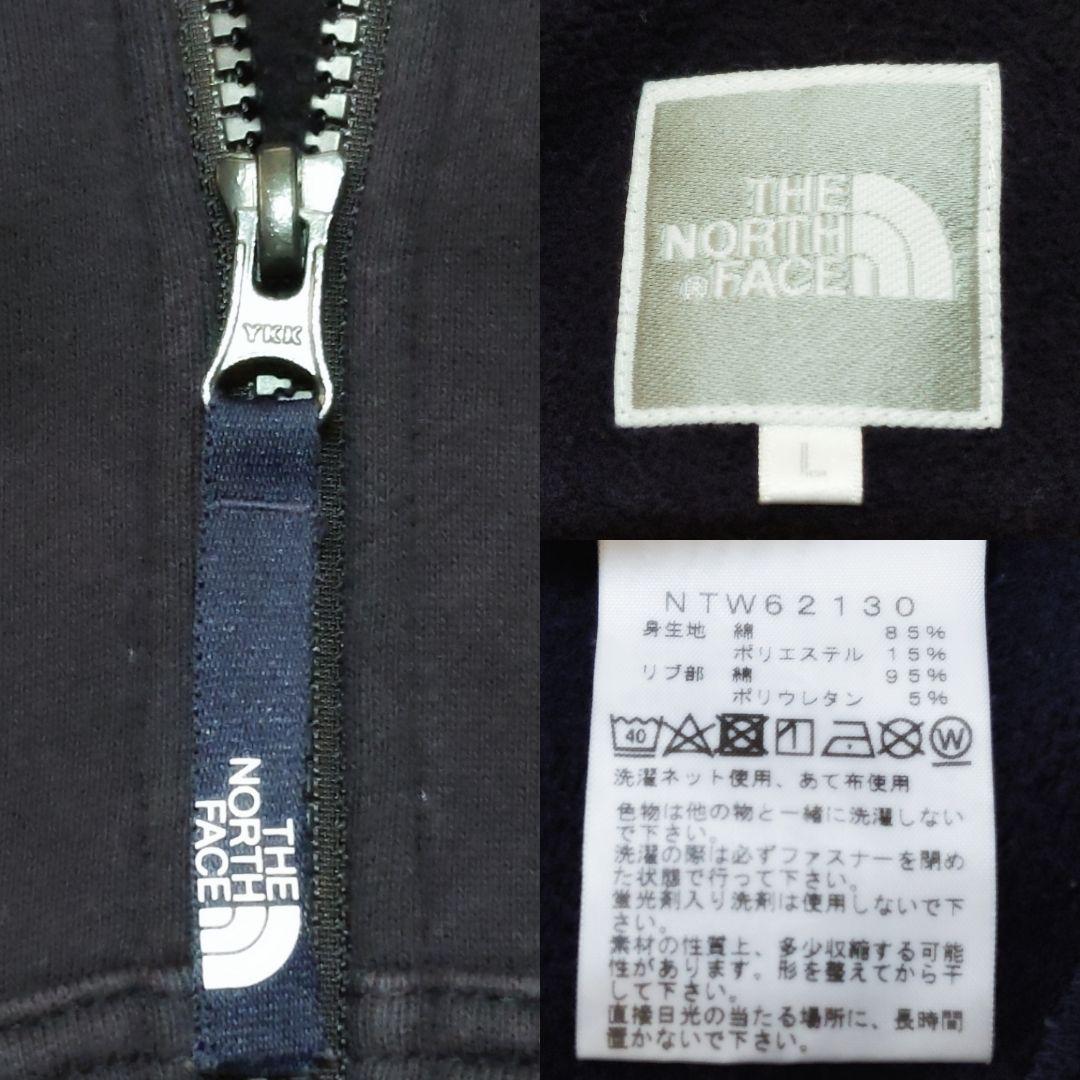 YKK
THE
NORTH
FACE
THE
NORTH
FACE
®
L
NTW62130
身生地 綿 85%
ポリエステル 15%
リブ部 綿 95%
ポリウレタン 5%
40
W
洗濯ネット使用、あて布使用
色物は他の物と一緒に洗濯しない
で下さい。
洗濯の際は必ずファスナーを閉め
た状態で行って下さい。
蛍光剤入り洗剤は使用しないで下
さい。
素材の性質上、多少収縮する可能
性があります。形を整えてから干
して下さい。
直接日光の当たる場所に、長時間
置かないで下さい。